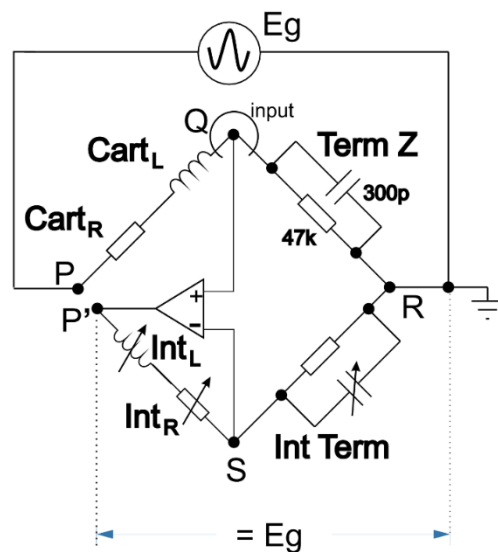 Eg
Q
input
Cart_L
Term Z
300p
Cart_R
47k
P
+
R
P'
-
Int_L
Int_R
Int Term
S
= Eg